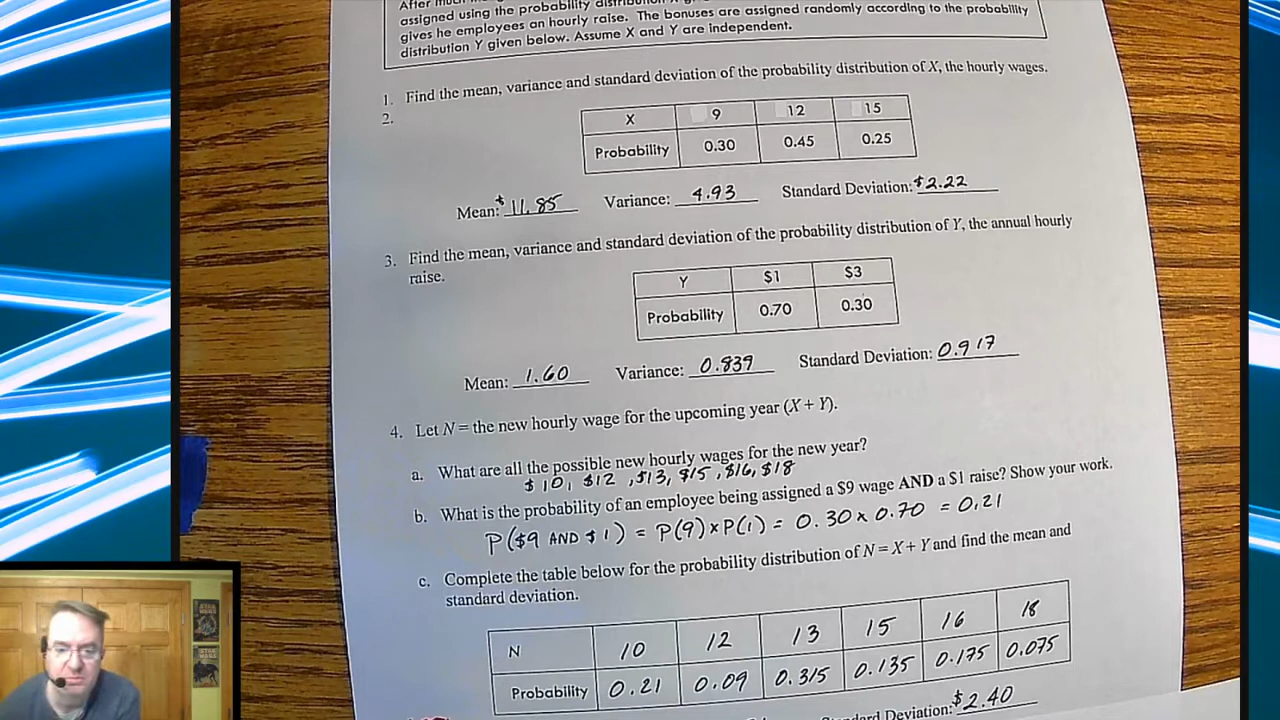 assigned using the probability distribution
gives he employees an hourly raise. The bonuses are assigned randomly according to the probability
distribution Y given below. Assume X and Y are independent.
1. Find the mean, variance and standard deviation of the probability distribution of X, the hourly wages.
2.
X 9 12 15
Probability 0.30 0.45 0.25
Mean: $11.85 Variance: 4.93 Standard Deviation: $2.22
3. Find the mean, variance and standard deviation of the probability distribution of Y, the annual hourly
raise.
Y $1 $3
Probability 0.70 0.30
Mean: 1.60 Variance: 0.839 Standard Deviation: 0.917
4. Let N = the new hourly wage for the upcoming year (X + Y).
a. What are all the possible new hourly wages for the new year?
$10, $12, $13, $15, $16, $18
b. What is the probability of an employee being assigned a $9 wage AND a $1 raise? Show your work.
P($9 AND $1) = P(9) x P(1) = 0.30 x 0.70 = 0.21
c. Complete the table below for the probability distribution of N = X + Y and find the mean and
standard deviation.
N 10 12 13 15 16 18
Probability 0.21 0.09 0.315 0.135 0.175 0.075
Deviation: $2.40
STAR WARS
STAR WARS